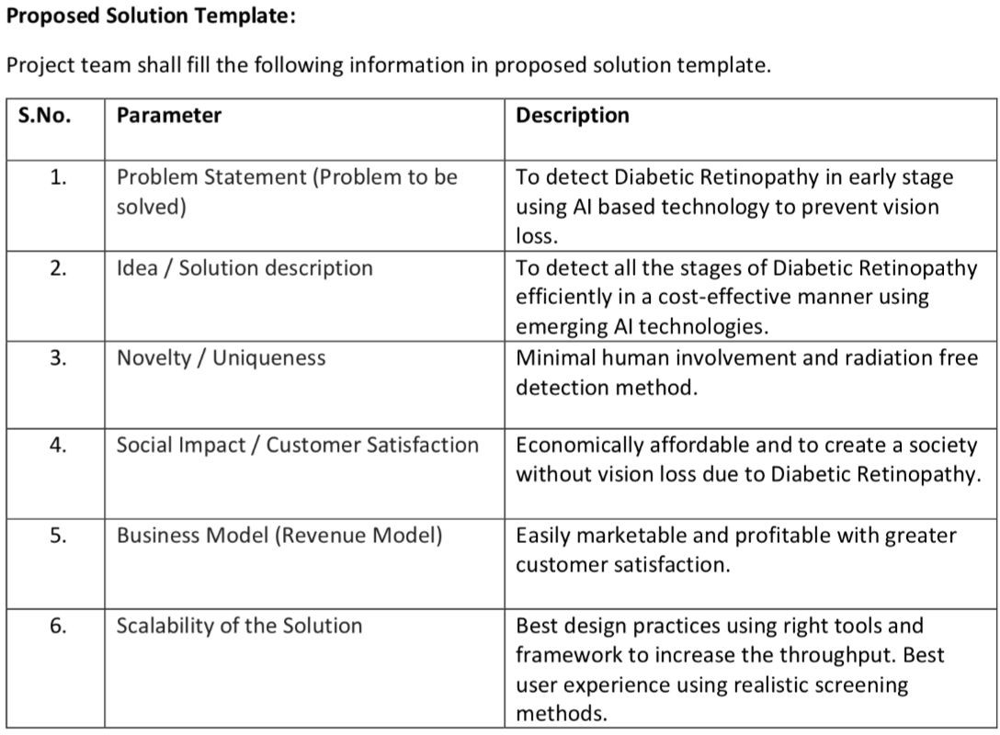 Proposed Solution Template:
Project team shall fill the following information in proposed solution template.
S.No. Parameter Description
1. Problem Statement (Problem to be solved) To detect Diabetic Retinopathy in early stage using AI based technology to prevent vision loss.
2. Idea / Solution description To detect all the stages of Diabetic Retinopathy efficiently in a cost-effective manner using emerging AI technologies.
3. Novelty / Uniqueness Minimal human involvement and radiation free detection method.
4. Social Impact / Customer Satisfaction Economically affordable and to create a society without vision loss due to Diabetic Retinopathy.
5. Business Model (Revenue Model) Easily marketable and profitable with greater customer satisfaction.
6. Scalability of the Solution Best design practices using right tools and framework to increase the throughput. Best user experience using realistic screening methods.